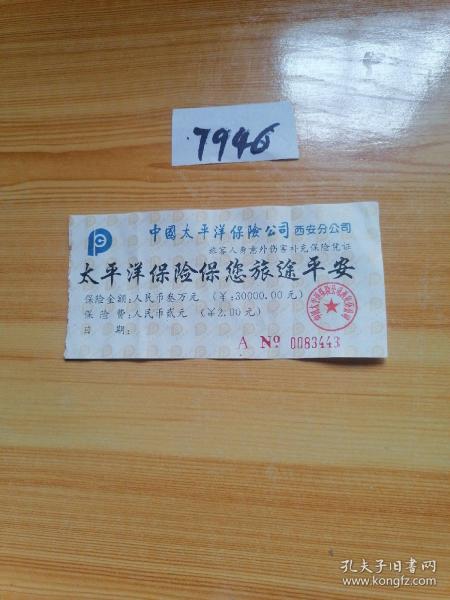 7946
中國太平洋保险公司 西安分公司
旅客人身意外伤害补充保险凭证
太平洋保险保您旅途平安
保险金额:人民币叁万元 (¥:30000.00元)
保险费:人民币贰元 (¥2.00元)
日期:
A No 0083443
孔夫子旧书网
www.kongfz.com